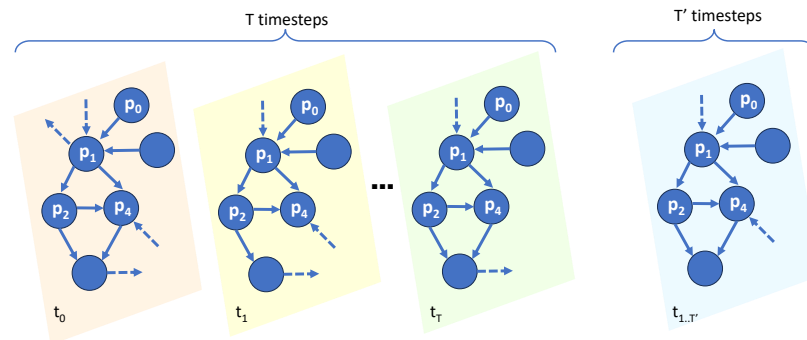 T timesteps
T' timesteps
p0
p1
p2
p4
t0
p0
p1
p2
p4
t1
...
p0
p1
p2
p4
tT
p0
p1
p2
p4
t1..T'